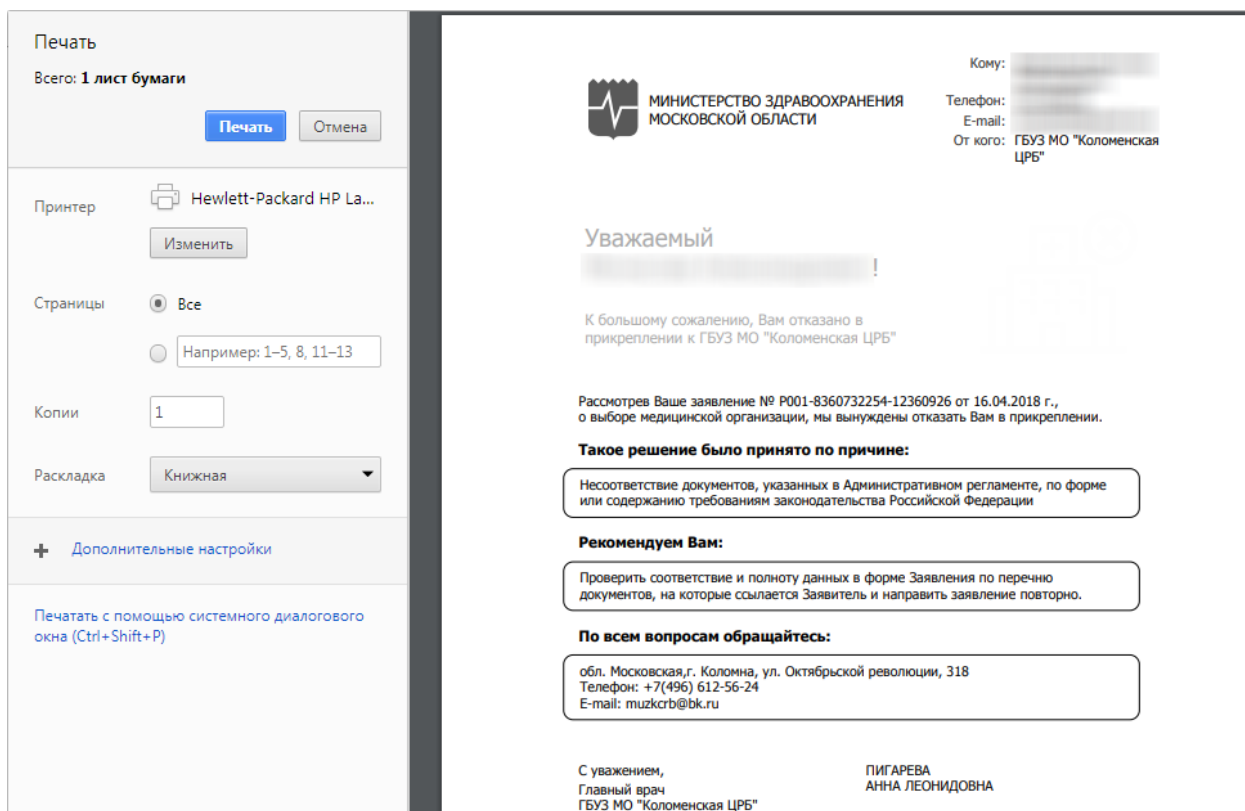 Печать
Всего: 1 лист бумаги
Печать
Отмена
Принтер
Hewlett-Packard HP La...
Изменить
Страницы
Все
Например: 1–5, 8, 11–13
Копии
1
Раскладка
Книжная
Дополнительные настройки
Печатать с помощью системного диалогового
окна (Ctrl+Shift+P)
МИНИСТЕРСТВО ЗДРАВООХРАНЕНИЯ
МОСКОВСКОЙ ОБЛАСТИ
Кому:
Телефон:
E-mail:
От кого: ГБУЗ МО "Коломенская
ЦРБ"
Уважаемый
!
К большому сожалению, Вам отказано в
прикреплении к ГБУЗ МО "Коломенская ЦРБ"
Рассмотрев Ваше заявление № P001-8360732254-12360926 от 16.04.2018 г.,
о выборе медицинской организации, мы вынуждены отказать Вам в прикреплении.
Такое решение было принято по причине:
Несоответствие документов, указанных в Административном регламенте, по форме
или содержанию требованиям законодательства Российской Федерации
Рекомендуем Вам:
Проверить соответствие и полноту данных в форме Заявления по перечню
документов, на которые ссылается Заявитель и направить заявление повторно.
По всем вопросам обращайтесь:
обл. Московская,г. Коломна, ул. Октябрьской революции, 318
Телефон: +7(496) 612-56-24
E-mail: muzkcrb@bk.ru
С уважением,
Главный врач
ГБУЗ МО "Коломенская ЦРБ"
ПИГАРЕВА
АННА ЛЕОНИДОВНА